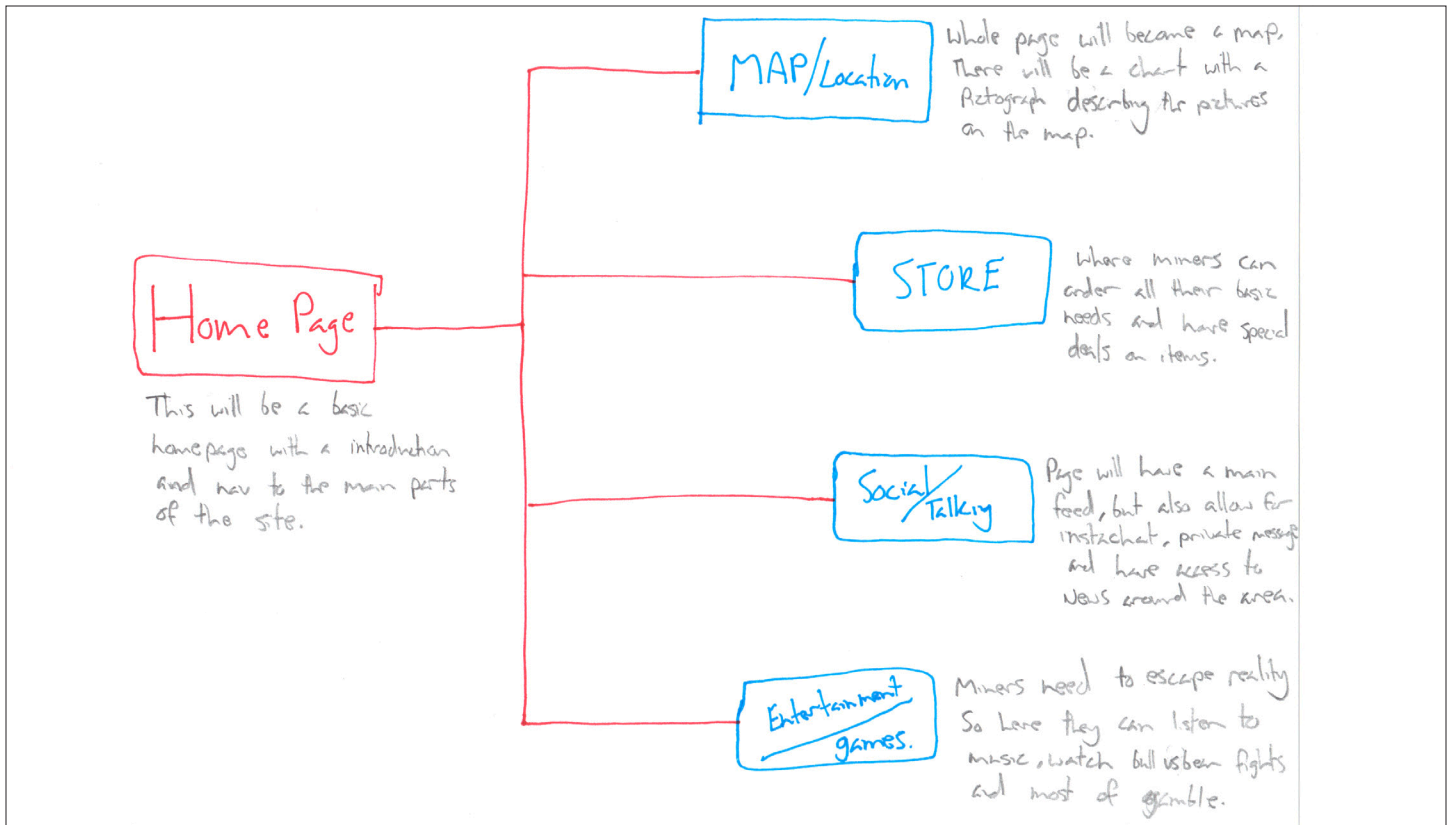 MAP/Location
Whole page will become a map,
There will be a chart with a
Pictograph describing the pictures
on the map.
STORE
Where miners can
order all their basic
needs and have special
deals on items.
Home Page
This will be a basic
homepage with a introduction
and nav to the main parts
of the site.
Social/
Talking
Page will have a main
feed, but also allow for
instachat, private message
and have access to
News around the area.
Entertainment
games.
Miners need to escape reality
So here they can listen to
music, watch bull vs bear fights
and most of gamble.